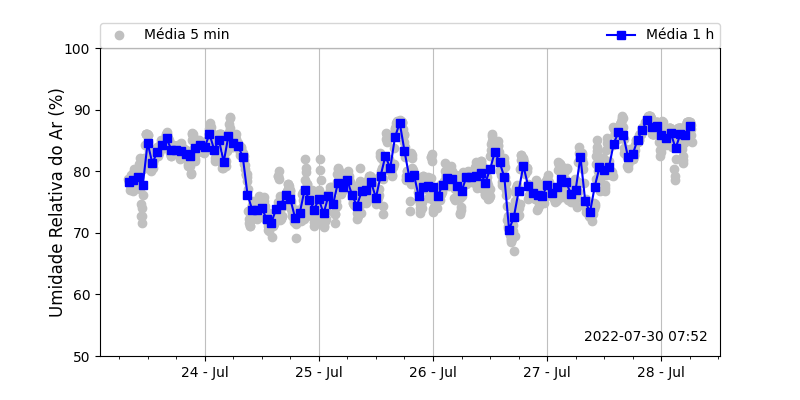 Média 5 min
Média 1 h
100
90
80
70
60
50
Umidade Relativa do Ar (%)
2022-07-30 07:52
24 - Jul
25 - Jul
26 - Jul
27 - Jul
28 - Jul